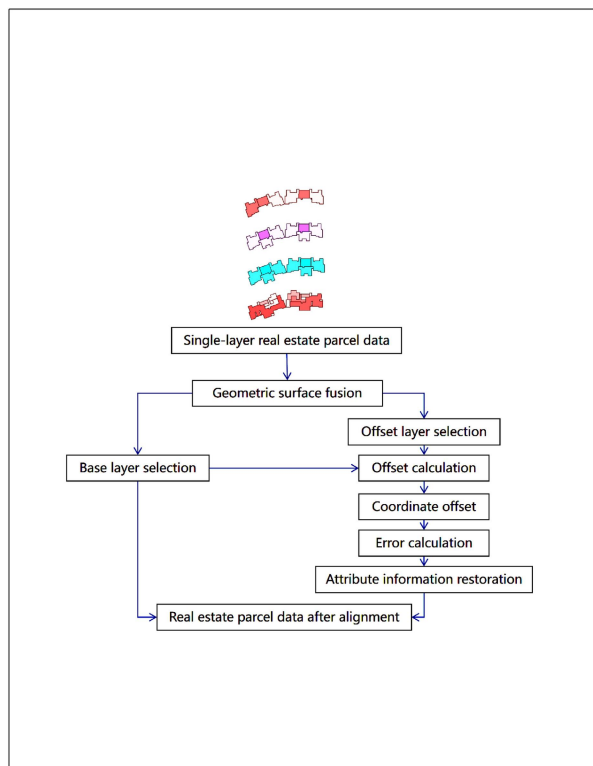 Single-layer real estate parcel data
Geometric surface fusion
Offset layer selection
Base layer selection
Offset calculation
Coordinate offset
Error calculation
Attribute information restoration
Real estate parcel data after alignment